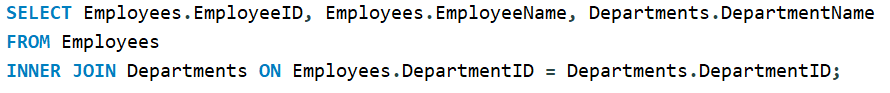 SELECT Employees.EmployeeID, Employees.EmployeeName, Departments.DepartmentName
FROM Employees
INNER JOIN Departments ON Employees.DepartmentID = Departments.DepartmentID;